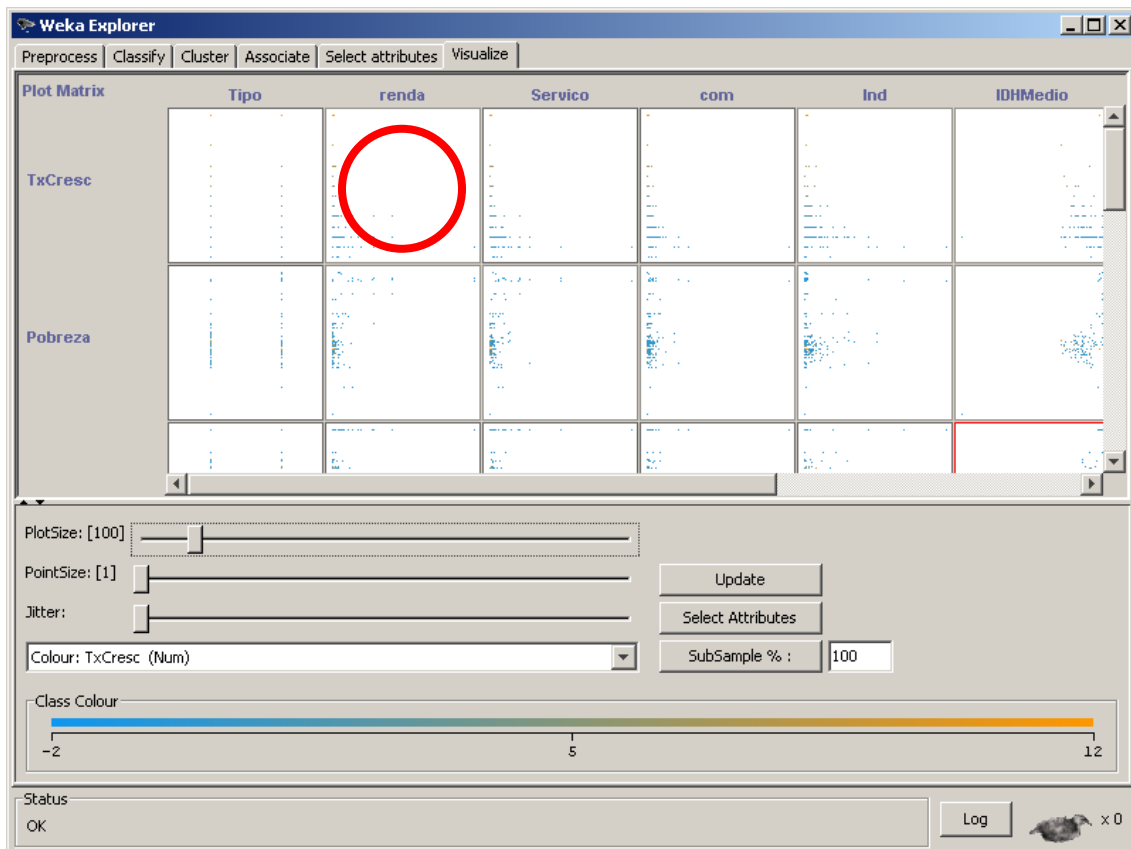 Weka Explorer
Preprocess Classify Cluster Associate Select attributes Visualize
Plot Matrix Tipo renda Servico com Ind IDHMedio
TxCresc
Pobreza
PlotSize: [100]
PointSize: [1]
Update
Jitter:
Select Attributes
Colour: TxCresc (Num)
SubSample % : 100
Class Colour
-2 5 12
Status
OK
Log
x 0